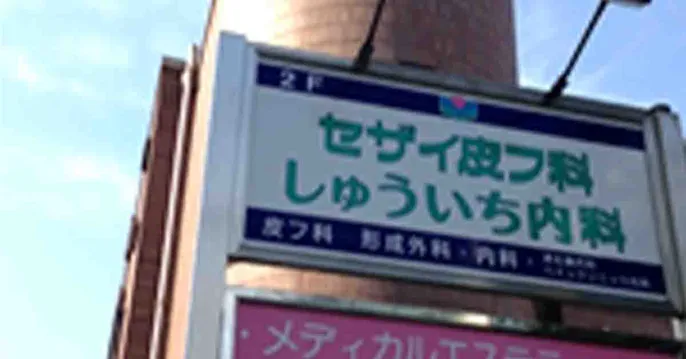 2F
セザイ皮フ科
しゅういち内科
皮フ科 形成外科・内科・
・メディカルエステ